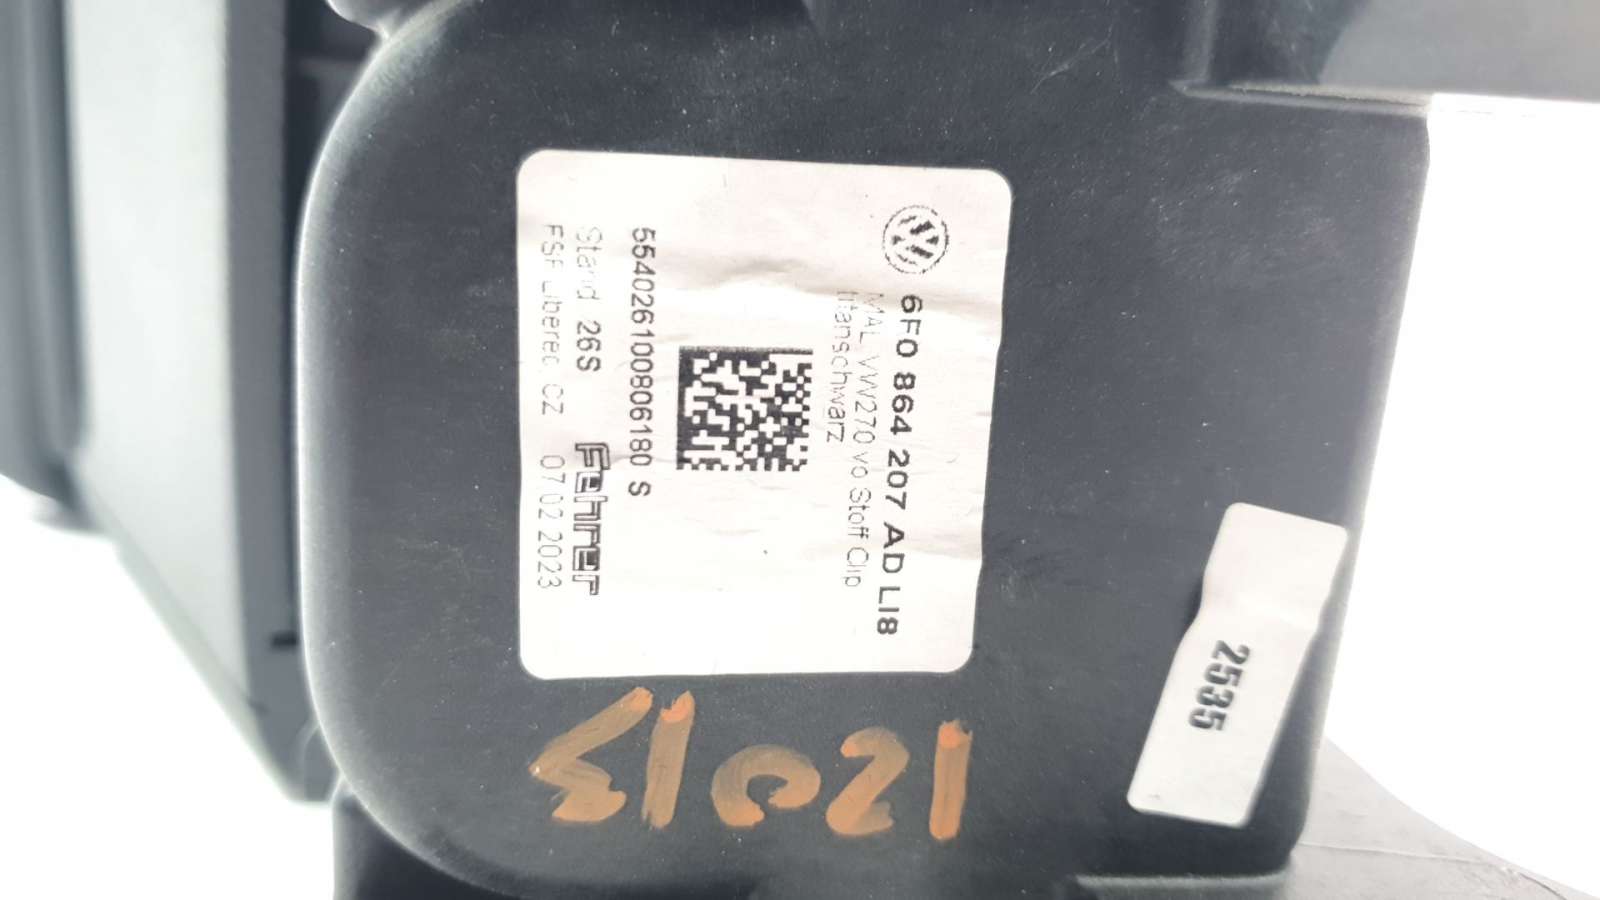 6F0 864 207 AD LI8
MAL VW270 vo Stoff Clip
titanschwarz
5540261008061 80 S
Stand 26S
Fehrer
FSF Liberec, CZ 07.02.2023
2535